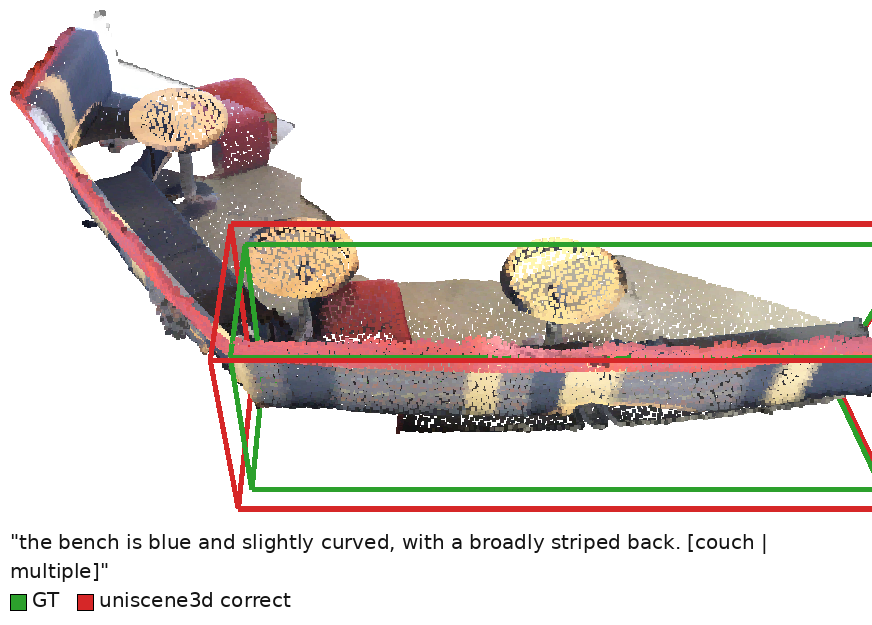 "the bench is blue and slightly curved, with a broadly striped back. [couch |
multiple]"
GT uniscene3d correct